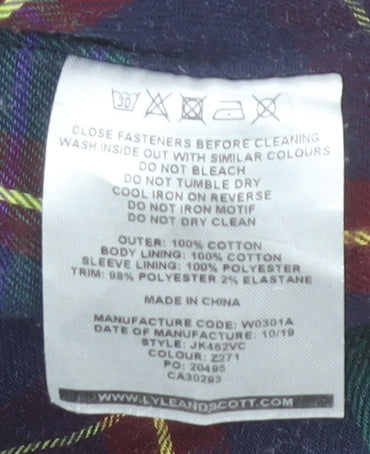 30
CLOSE FASTENERS BEFORE CLEANING
WASH INSIDE OUT WITH SIMILAR COLOURS
DO NOT BLEACH
DO NOT TUMBLE DRY
COOL IRON ON REVERSE
DO NOT IRON MOTIF
DO NOT DRY CLEAN
OUTER: 100% COTTON
BODY LINING: 100% COTTON
SLEEVE LINING: 100% POLYESTER
TRIM: 98% POLYESTER 2% ELASTANE
MADE IN CHINA
MANUFACTURE CODE: W0301A
DATE OF MANUFACTURE: 10/19
STYLE: JK462VC
COLOUR: Z271
PO: 20495
CA30293
WWW.LYLEANDSCOTT.COM